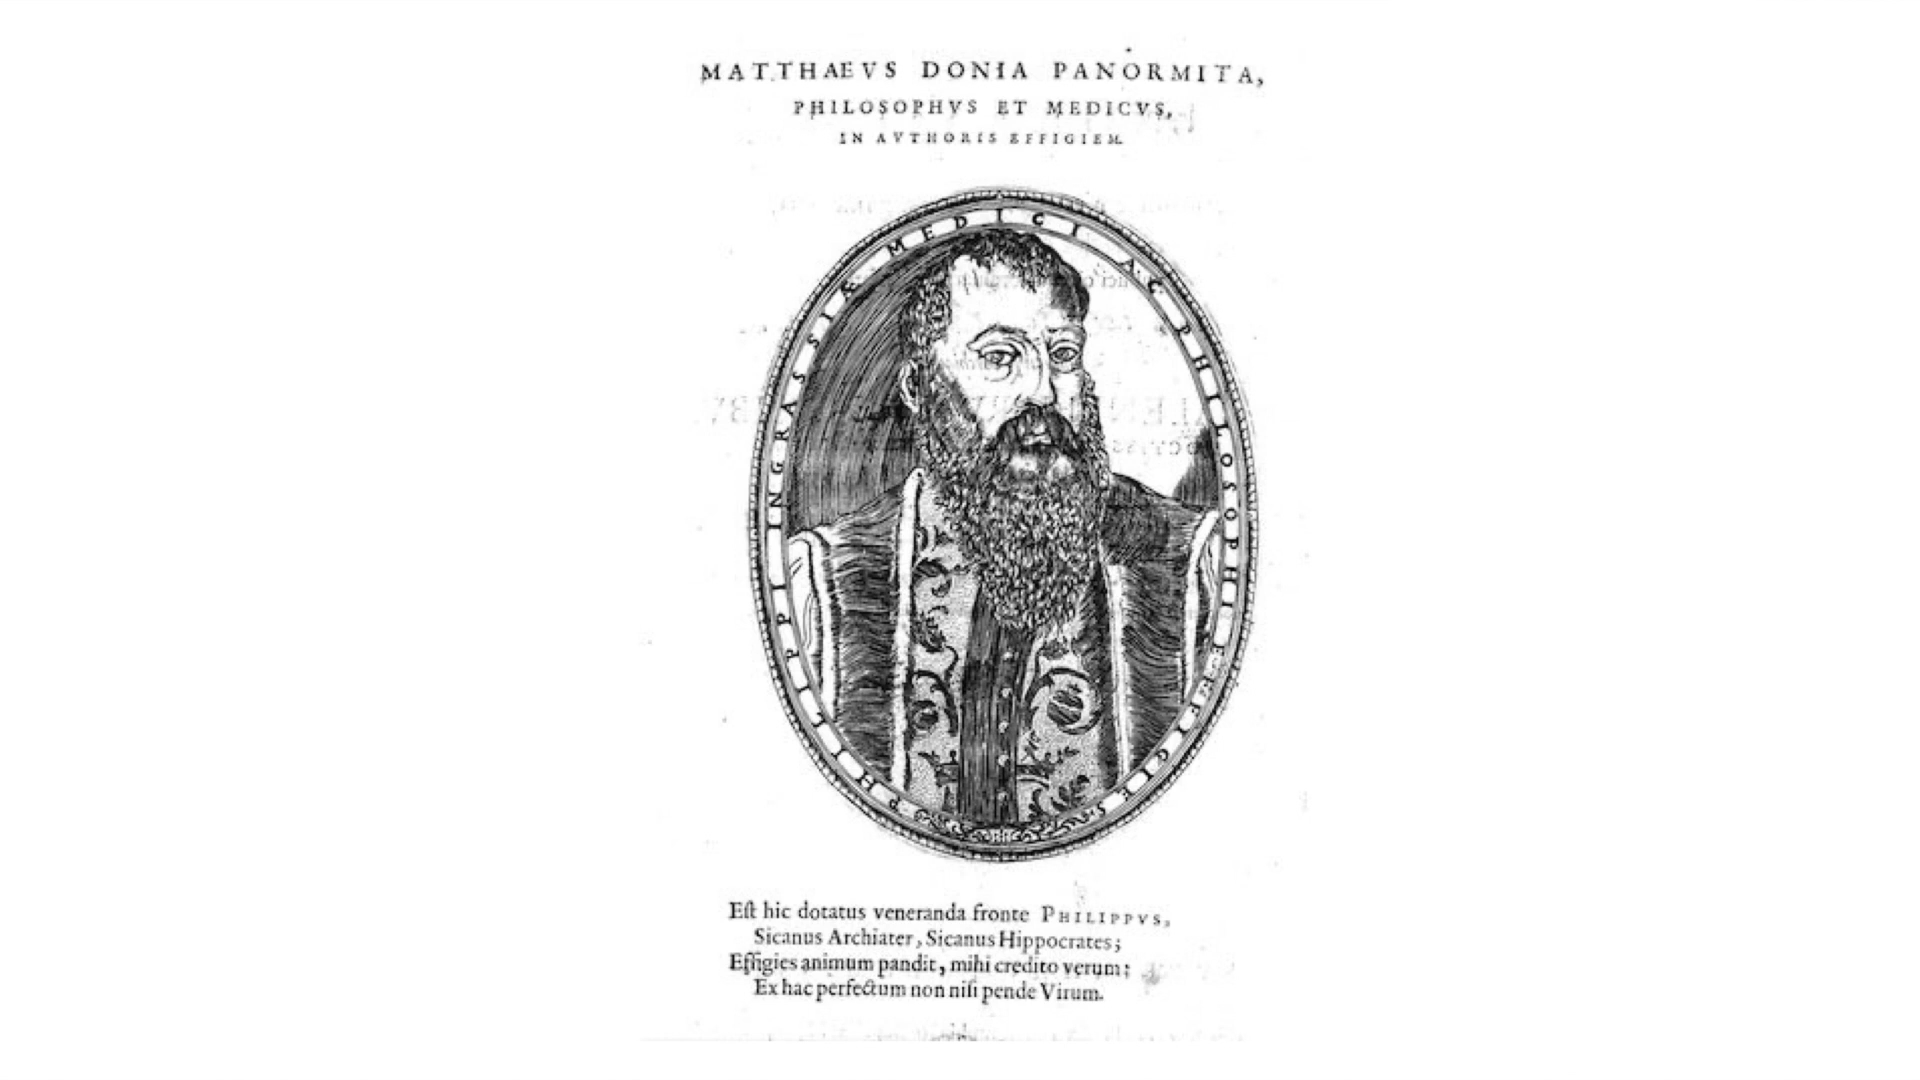 MATTHAEVS DONIA PANORMITA,
PHILOSOPHVS ET MEDICVS,
IN AVTHORIS EFFIGIEM.
PHILIPPI INGRASSIÆ MEDICI AC PHILOSOPHI EFFIGIES
Eſt hic dotatus veneranda fronte PHILIPPVS,
Sicanus Archiater, Sicanus Hippocrates;
Effigies animum pandit, mihi credito verum:
Ex hac perfectum non niſi pende Virum.